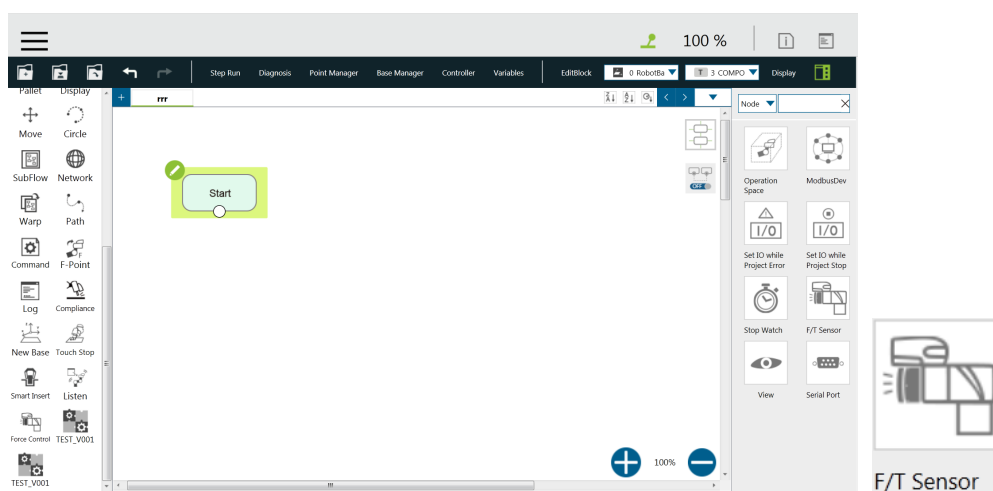 100 %
Step Run Diagnosis Point Manager Base Manager Controller Variables EditBlock 0 RobotBa T 3 COMPO Display
Pallet Display
+ rrr
Node
Move Circle
SubFlow Network
Warp Path
Command F-Point
Log Compliance
New Base Touch Stop
Smart Insert Listen
Force Control TEST_V001
TEST_V001
Start
OFF
Operation Space
ModbusDev
I/O
I/O
Set IO while Project Error
Set IO while Project Stop
Stop Watch F/T Sensor
View Serial Port
100%
F/T Sensor